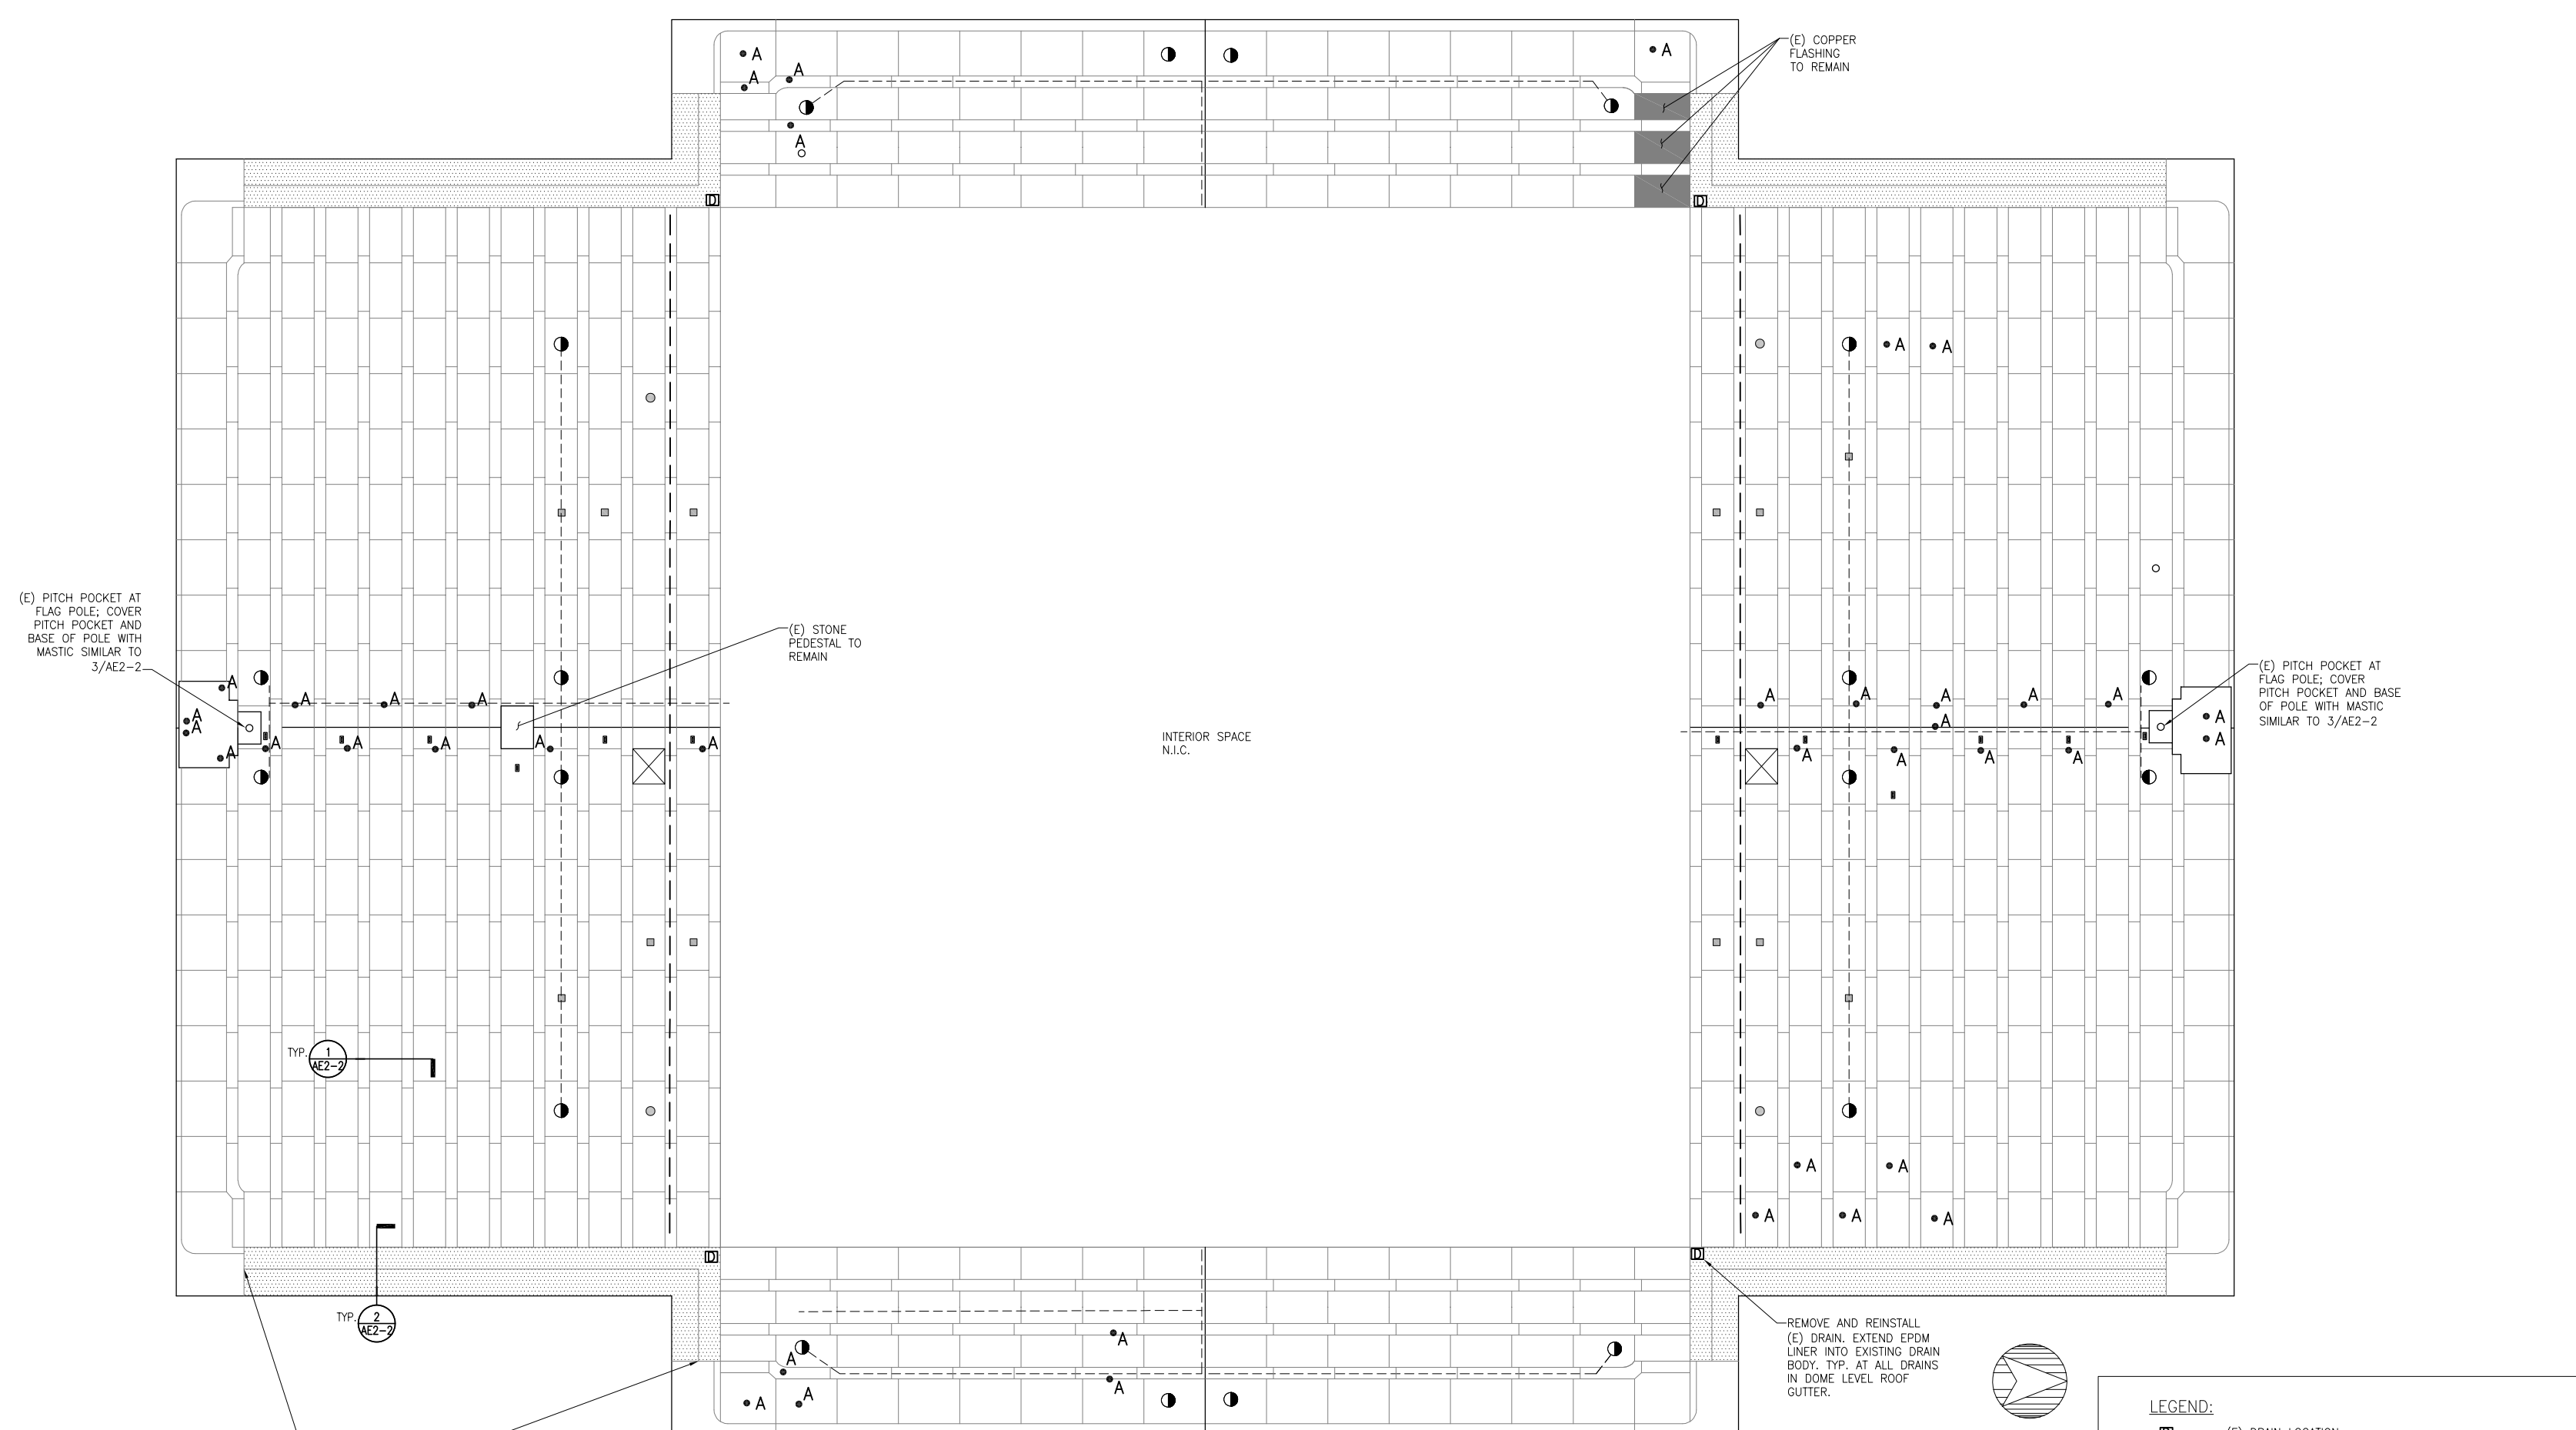 (E) COPPER
FLASHING
TO REMAIN
A
A
A
A
A
D
D
A
A
(E) PITCH POCKET AT
FLAG POLE; COVER
PITCH POCKET AND
BASE OF POLE WITH
MASTIC SIMILAR TO
3/AE2-2
(E) STONE
PEDESTAL TO
REMAIN
(E) PITCH POCKET AT
FLAG POLE; COVER
PITCH POCKET AND BASE
OF POLE WITH MASTIC
SIMILAR TO 3/AE2-2
A
A
A
A
A
A
A
A
A
A
A
A
A
INTERIOR SPACE
N.I.C.
A
A
A
A
A
A
A
A
A
A
A
A
TYP.
1
AE2-2
A
A
A
A
A
D
D
TYP.
2
AE2-2
A
A
A
A
A
REMOVE AND REINSTALL
(E) DRAIN. EXTEND EPDM
LINER INTO EXISTING DRAIN
BODY. TYP. AT ALL DRAINS
IN DOME LEVEL ROOF
GUTTER.
LEGEND:
(E) DRAIN LOCATION